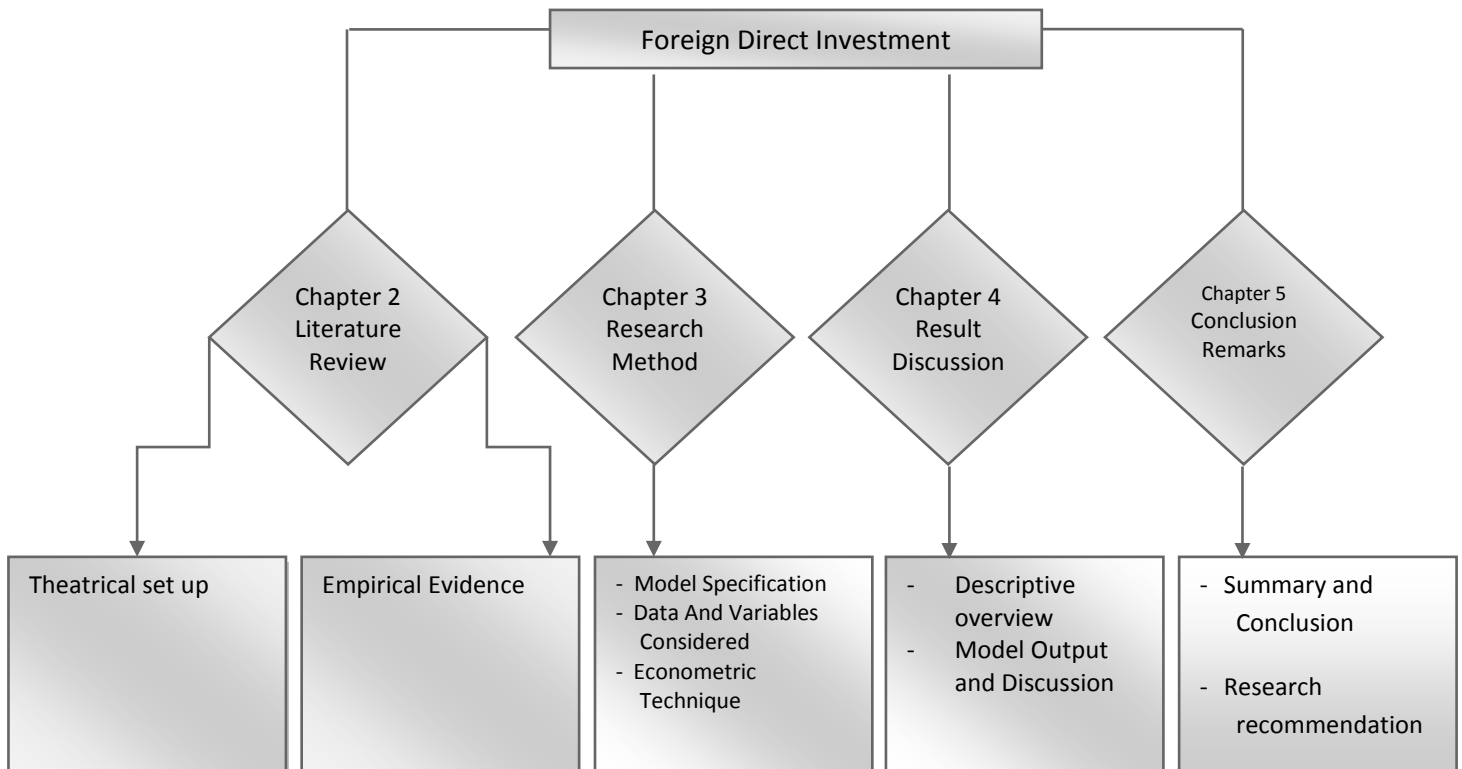 Foreign Direct Investment
Chapter 2
Literature
Review
Chapter 3
Research
Method
Chapter 4
Result
Discussion
Chapter 5
Conclusion
Remarks
Theatrical set up
Empirical Evidence
- Model Specification
- Data And Variables
Considered
- Econometric
Technique
- Descriptive
overview
- Model Output
and Discussion
- Summary and
Conclusion
- Research
recommendation